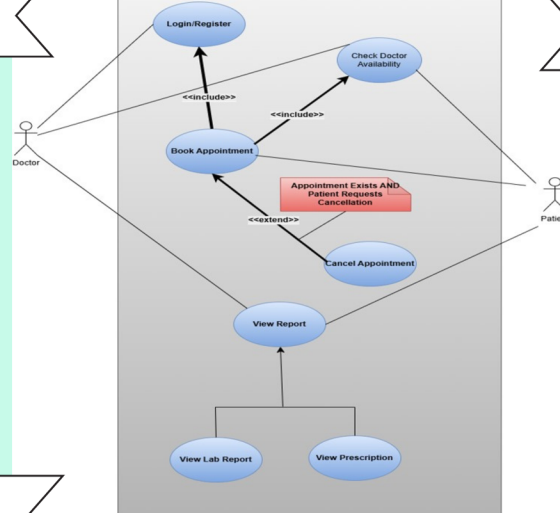 Login/Register
Check Doctor
Availability
<<include>>
<<include>>
Book Appointment
Doctor
Appointment Exists AND
Patient Requests
Cancellation
<<extend>>
Cancel Appointment
View Report
View Lab Report
View Prescription